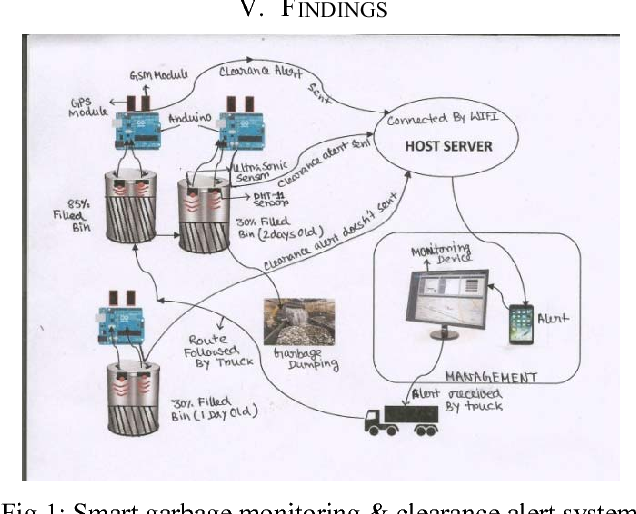 V. FINDINGS
GSM Module
GPS
Module
Arduino
Clearance Alert
Sent
Connected By WIFI
HOST SERVER
Ultrasonic
Sensor
Clearance alert sent
DHT-11
Sensor
85%
Filled
Bin
30% Filled
Bin (2 days Old)
Clearance alert doesn't sent
Monitoring
Device
Alert
MANAGEMENT
Route
Followed
By Truck
Garbage
Dumping
Alert received
By truck
30% Filled
Bin (1 Day Old)
Fig 1: Smart garbage monitoring & clearance alert system